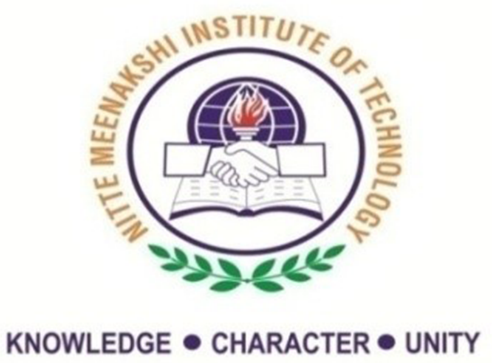 NITTE MEENAKSHI INSTITUTE OF TECHNOLOGY
KNOWLEDGE ● CHARACTER ● UNITY